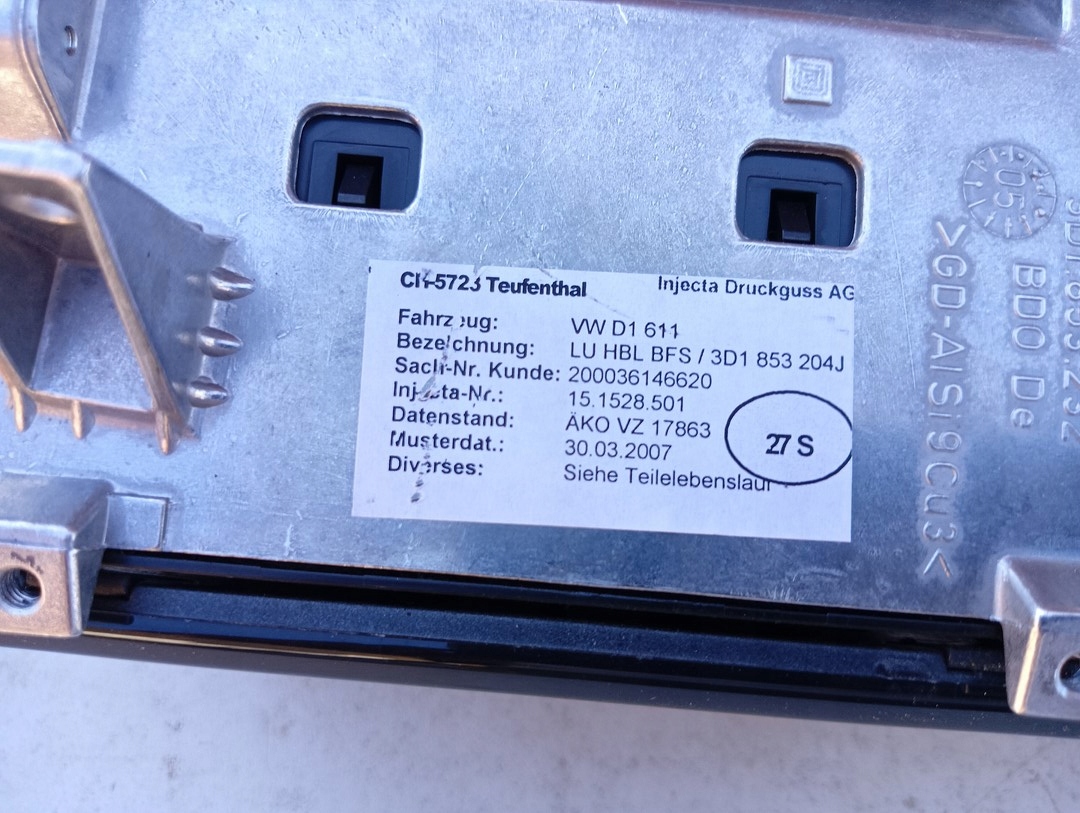 CH-5723 Teufenthal Injecta Druckguss AG
Fahrzeug: VW D1 611
Bezeichnung: LU HBL BFS / 3D1 853 204J
Sach-Nr. Kunde: 200036146620
Injecta-Nr.: 15.1528.501
Datenstand: ÄKO VZ 17863
Musterdat.: 30.03.2007
Diverses: Siehe Teilelebenslauf
27 S
05
BDO De
>GD-AlSi9Cu3<